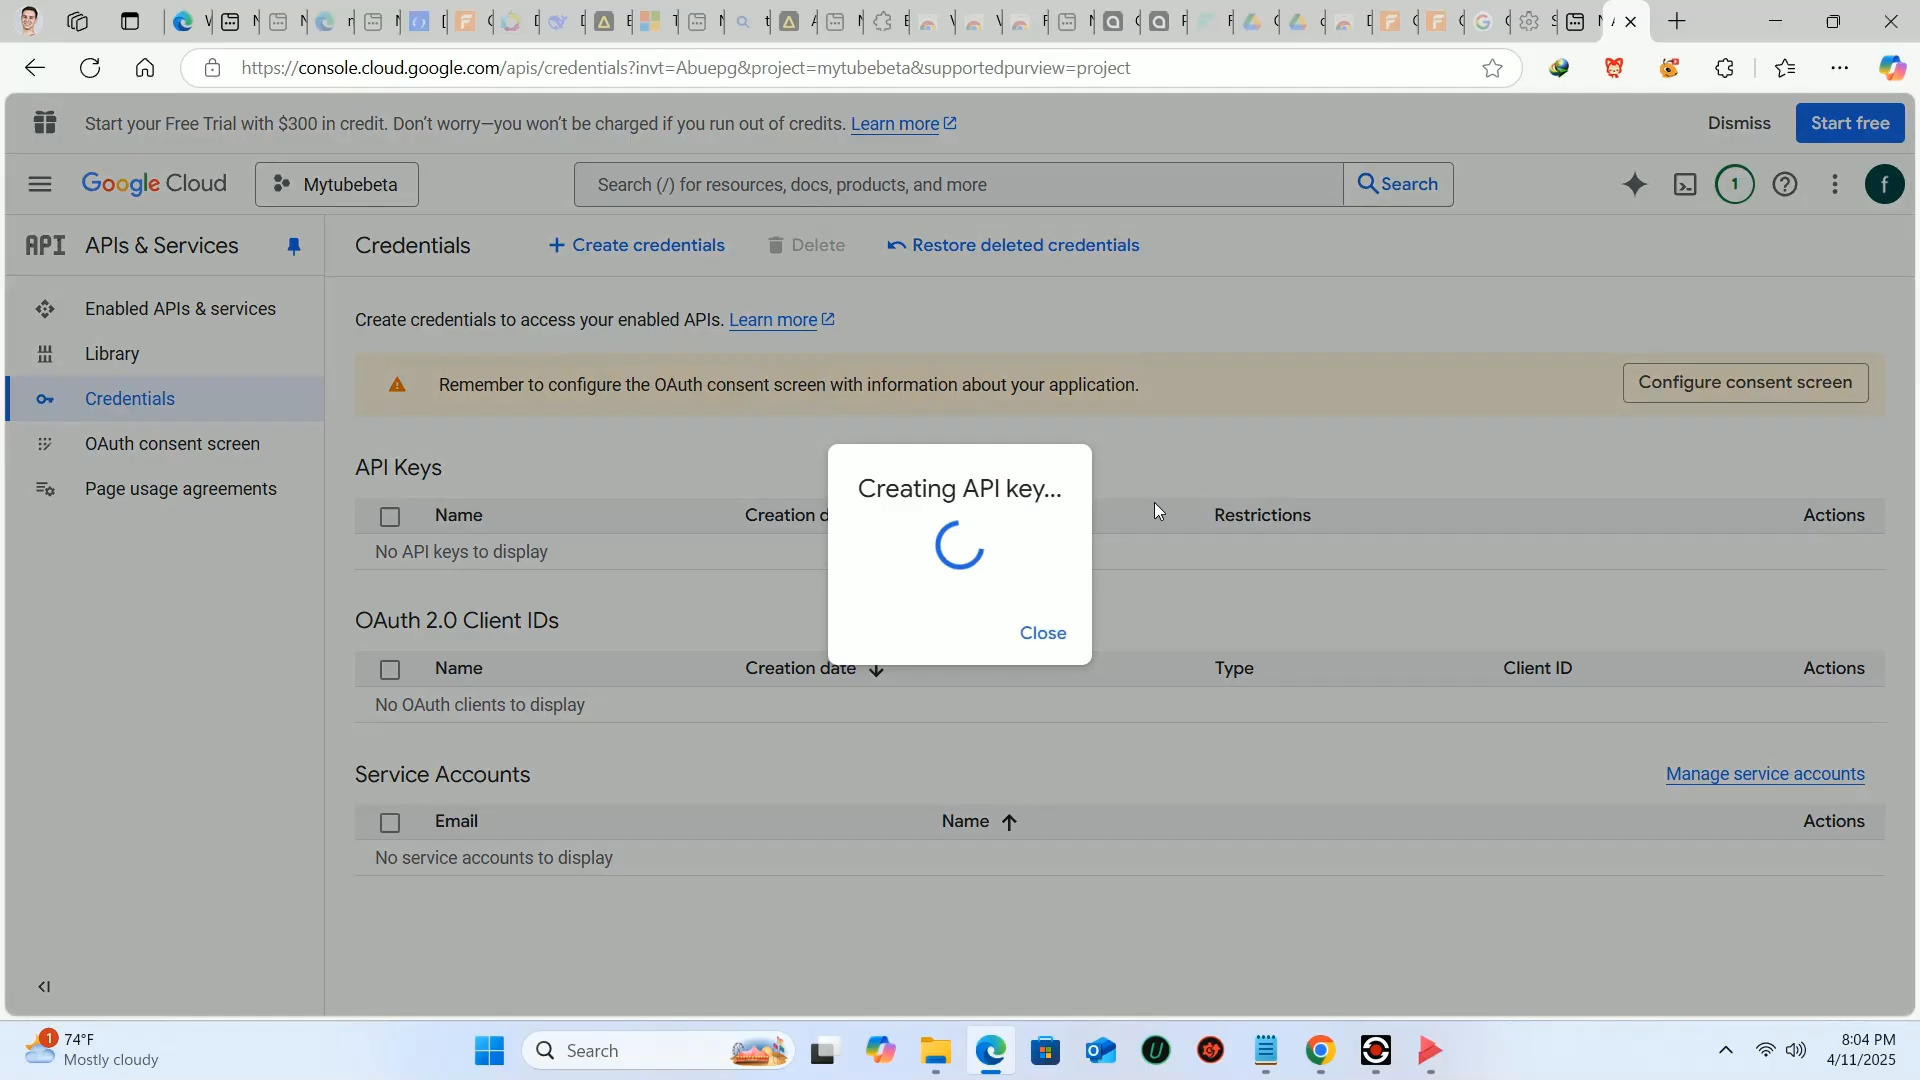 https://console.cloud.google.com/apis/credentials?invt=Abuepg&project=mytubebeta&supportedpurview=project
Start your Free Trial with $300 in credit. Don't worry—you won't be charged if you run out of credits. Learn more
Dismiss
Start free
Google Cloud
Mytubebeta
Search (/) for resources, docs, products, and more
Search
1
f
API APIs & Services
Credentials
+ Create credentials
Delete
Restore deleted credentials
Enabled APIs & services
Library
Credentials
OAuth consent screen
Page usage agreements
Create credentials to access your enabled APIs. Learn more
Remember to configure the OAuth consent screen with information about your application.
Configure consent screen
API Keys
Name
Creation d
Restrictions
Actions
No API keys to display
Creating API key...
Close
OAuth 2.0 Client IDs
Name
Creation date
Type
Client ID
Actions
No OAuth clients to display
Service Accounts
Manage service accounts
Email
Name
Actions
No service accounts to display
1
74°F
Mostly cloudy
Search
8:04 PM
4/11/2025